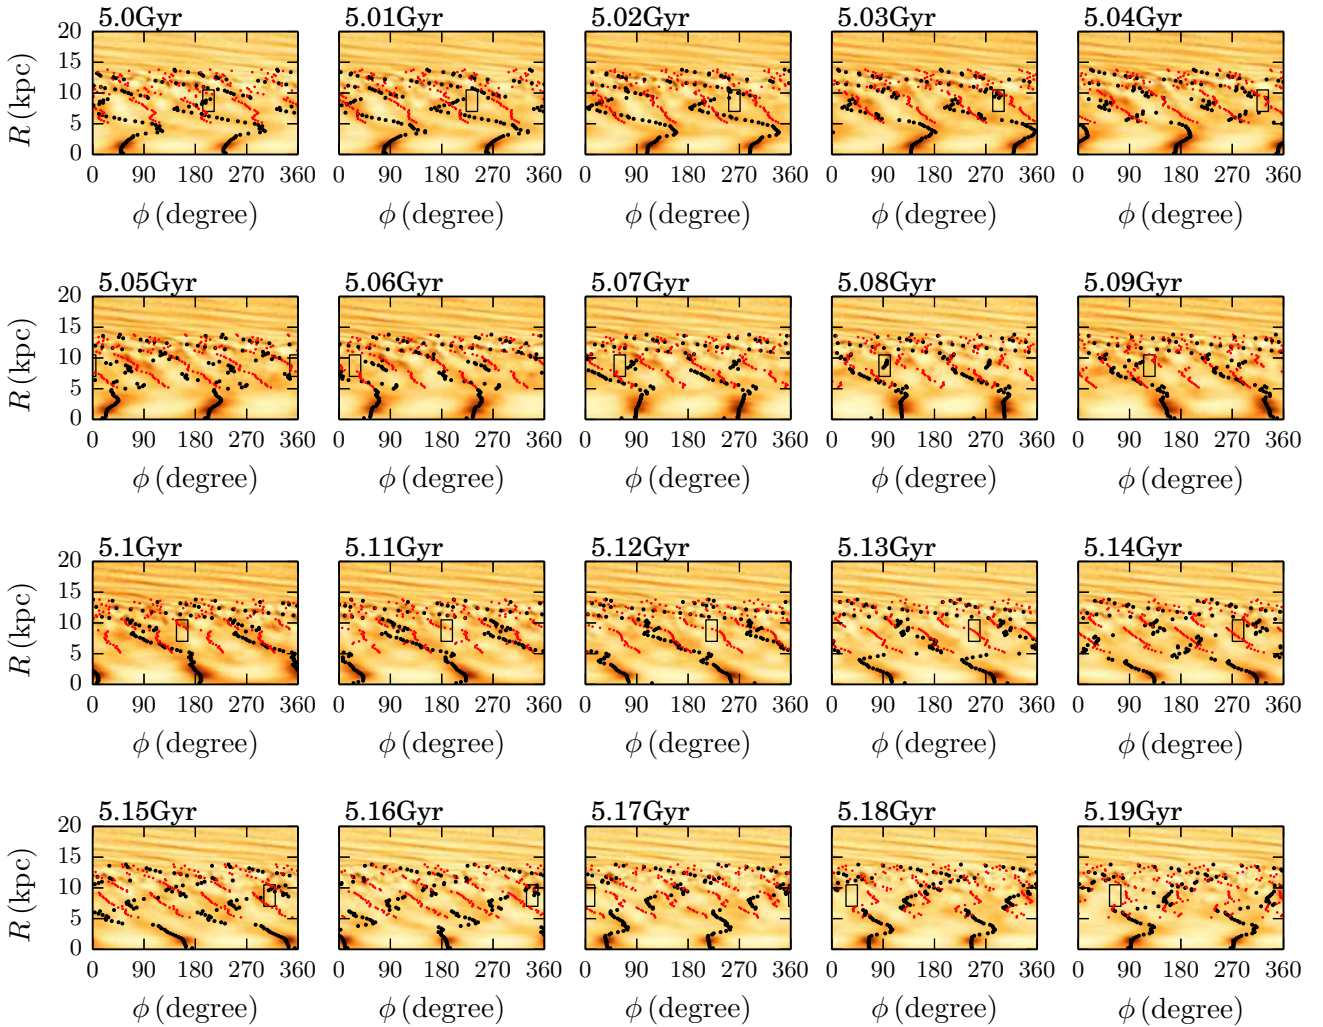 5.0Gyr 5.01Gyr 5.02Gyr 5.03Gyr 5.04Gyr
20
15
10
5
0
R (kpc)
0 90 180 270 360 0 90 180 270 360 0 90 180 270 360 0 90 180 270 360 0 90 180 270 360
ϕ (degree) ϕ (degree) ϕ (degree) ϕ (degree) ϕ (degree)
5.05Gyr 5.06Gyr 5.07Gyr 5.08Gyr 5.09Gyr
20
15
10
5
0
R (kpc)
0 90 180 270 360 0 90 180 270 360 0 90 180 270 360 0 90 180 270 360 0 90 180 270 360
ϕ (degree) ϕ (degree) ϕ (degree) ϕ (degree) ϕ (degree)
5.1Gyr 5.11Gyr 5.12Gyr 5.13Gyr 5.14Gyr
20
15
10
5
0
R (kpc)
0 90 180 270 360 0 90 180 270 360 0 90 180 270 360 0 90 180 270 360 0 90 180 270 360
ϕ (degree) ϕ (degree) ϕ (degree) ϕ (degree) ϕ (degree)
5.15Gyr 5.16Gyr 5.17Gyr 5.18Gyr 5.19Gyr
20
15
10
5
0
R (kpc)
0 90 180 270 360 0 90 180 270 360 0 90 180 270 360 0 90 180 270 360 0 90 180 270 360
ϕ (degree) ϕ (degree) ϕ (degree) ϕ (degree) ϕ (degree)